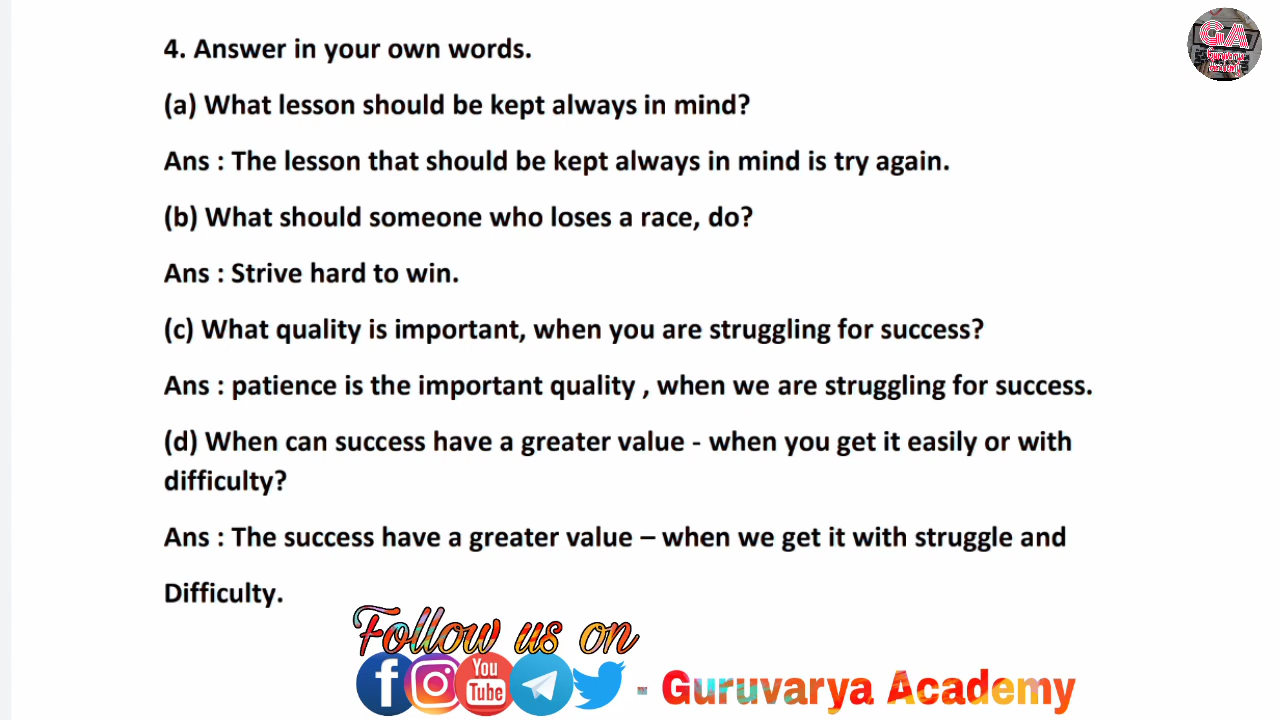 GA
4. Answer in your own words.
(a) What lesson should be kept always in mind?
Ans : The lesson that should be kept always in mind is try again.
(b) What should someone who loses a race, do?
Ans : Strive hard to win.
(c) What quality is important, when you are struggling for success?
Ans : patience is the important quality , when we are struggling for success.
(d) When can success have a greater value - when you get it easily or with
difficulty?
Ans : The success have a greater value – when we get it with struggle and
Difficulty.
Follow us on
You
Tube
- Guruvarya Academy